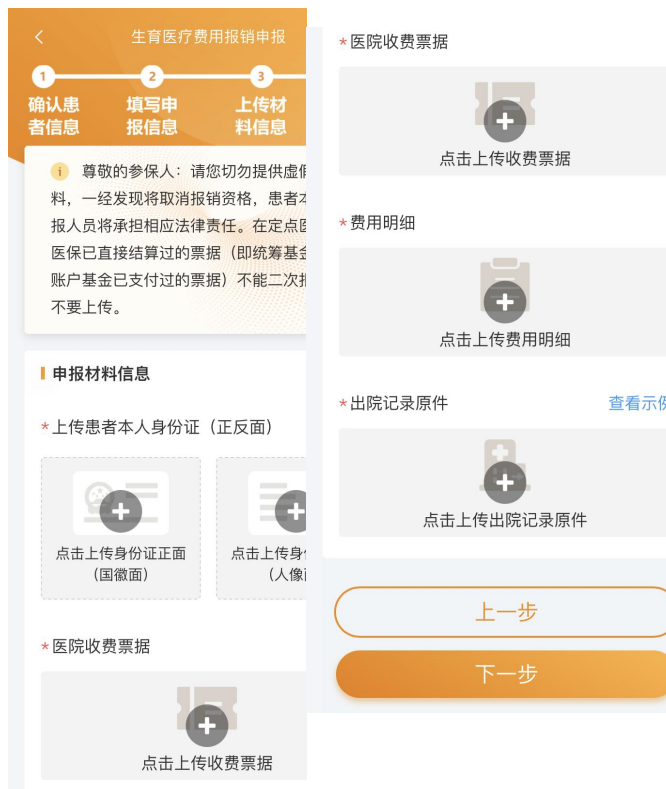 生育医疗费用报销申报
1
2
3
确认患
者信息
填写申
报信息
上传材
料信息
尊敬的参保人：请您切勿提供虚
料，一经发现将取消报销资格，患者
报人员将承担相应法律责任。在定点
医保已直接结算过的票据（即统筹基
账户基金已支付过的票据）不能二次
不要上传。
申报材料信息
*上传患者本人身份证（正反面）
点击上传身份证正面
（国徽面）
点击上传身
（人像
*医院收费票据
点击上传收费票据
*医院收费票据
点击上传收费票据
*费用明细
点击上传费用明细
*出院记录原件
查看示例
点击上传出院记录原件
上一步
下一步